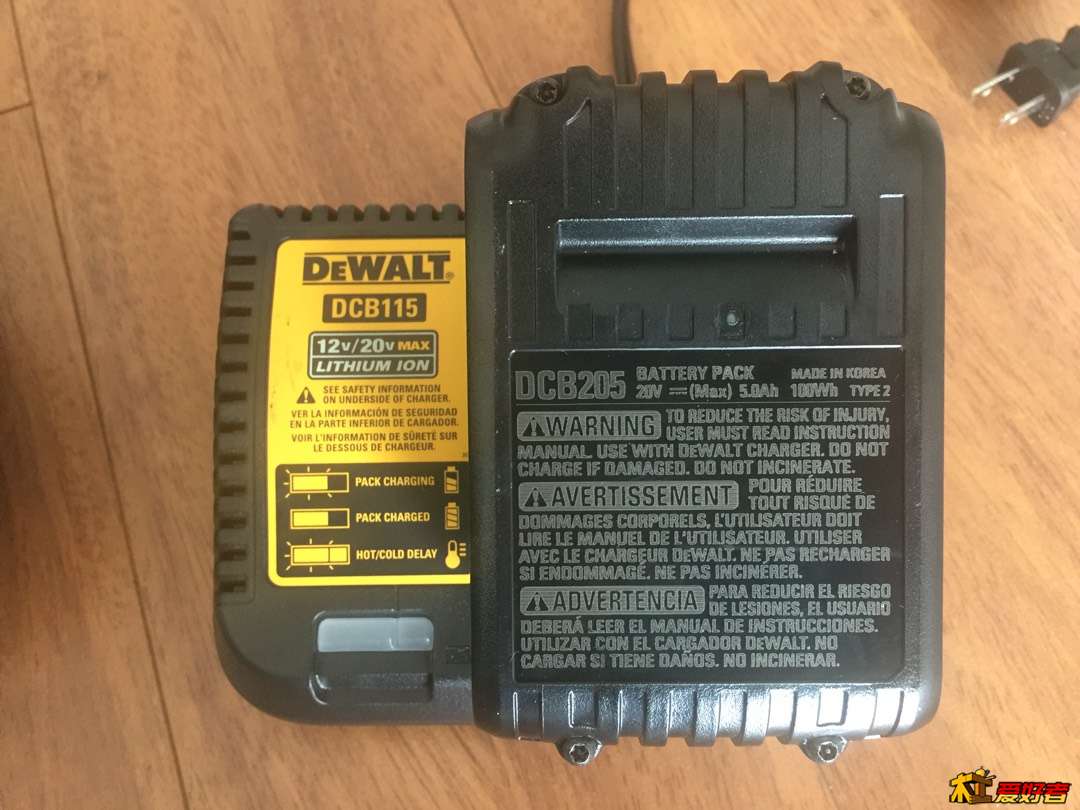 DEWALT®
DCB115
12V/20V MAX
LITHIUM ION
SEE SAFETY INFORMATION
ON UNDERSIDE OF CHARGER.
VER LA INFORMACIÓN DE SEGURIDAD
EN LA PARTE INFERIOR DE CARGADOR.
VOIR L'INFORMATION DE SÛRETÉ SUR
LE DESSOUS DE CHARGEUR.
PACK CHARGING
PACK CHARGED
HOT/COLD DELAY
DCB205 BATTERY PACK MADE IN KOREA
20V ⎓ (Max) 5.0Ah 100Wh TYPE 2
WARNING TO REDUCE THE RISK OF INJURY,
USER MUST READ INSTRUCTION
MANUAL. USE WITH DEWALT CHARGER. DO NOT
CHARGE IF DAMAGED. DO NOT INCINERATE.
AVERTISSEMENT POUR RÉDUIRE
TOUT RISQUE DE
DOMMAGES CORPORELS, L'UTILISATEUR DOIT
LIRE LE MANUEL DE L'UTILISATEUR. UTILISER
AVEC LE CHARGEUR DEWALT. NE PAS RECHARGER
SI ENDOMMAGÉ. NE PAS INCINÉRER.
ADVERTENCIA PARA REDUCIR EL RIESGO
DE LESIONES, EL USUARIO
DEBERÁ LEER EL MANUAL DE INSTRUCCIONES.
UTILIZAR CON EL CARGADOR DEWALT. NO
CARGAR SI TIENE DAÑOS. NO INCINERAR.
木工爱好者